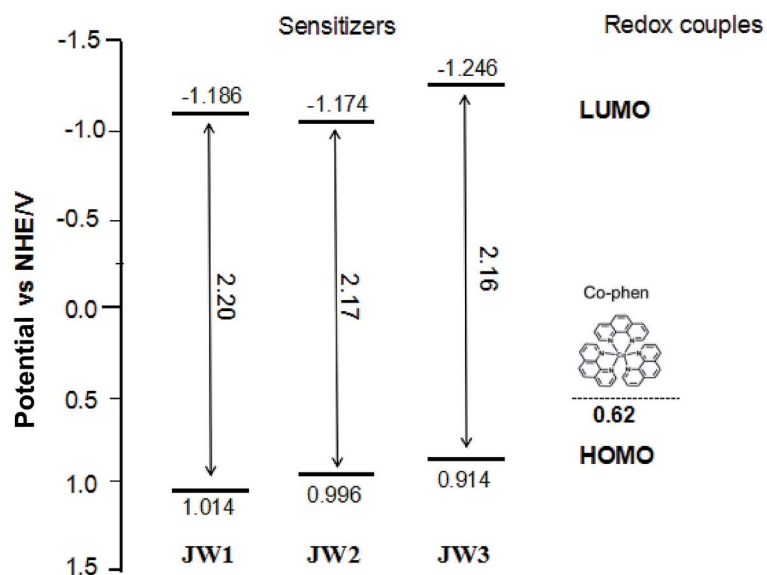 Sensitizers
Redox couples
Potential vs NHE/V
-1.5
-1.0
-0.5
0.0
0.5
1.0
1.5
-1.186
-1.174
-1.246
LUMO
2.20
2.17
2.16
Co-phen
N
N
N
Co
N
N
N
0.62
HOMO
1.014
0.996
0.914
JW1
JW2
JW3